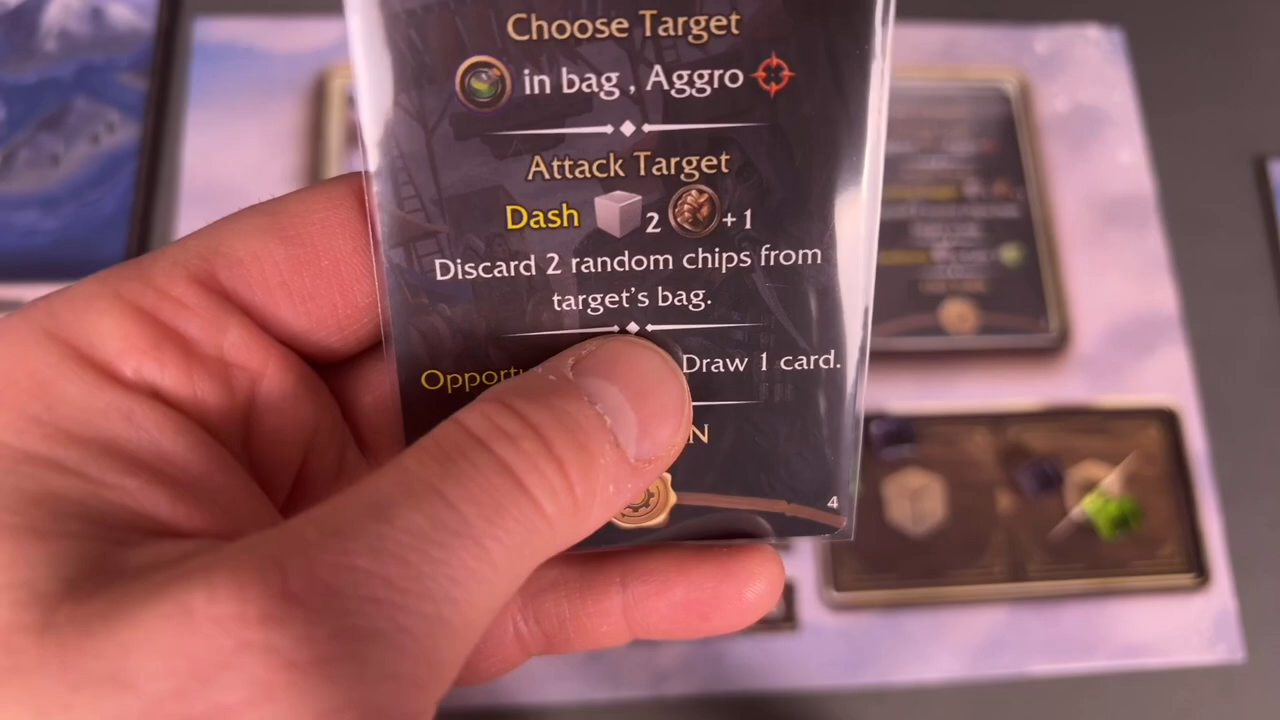 Choose Target
in bag, Aggro
Attack Target
Dash 2 +1
Discard 2 random chips from
target's bag.
Draw 1 card.
4